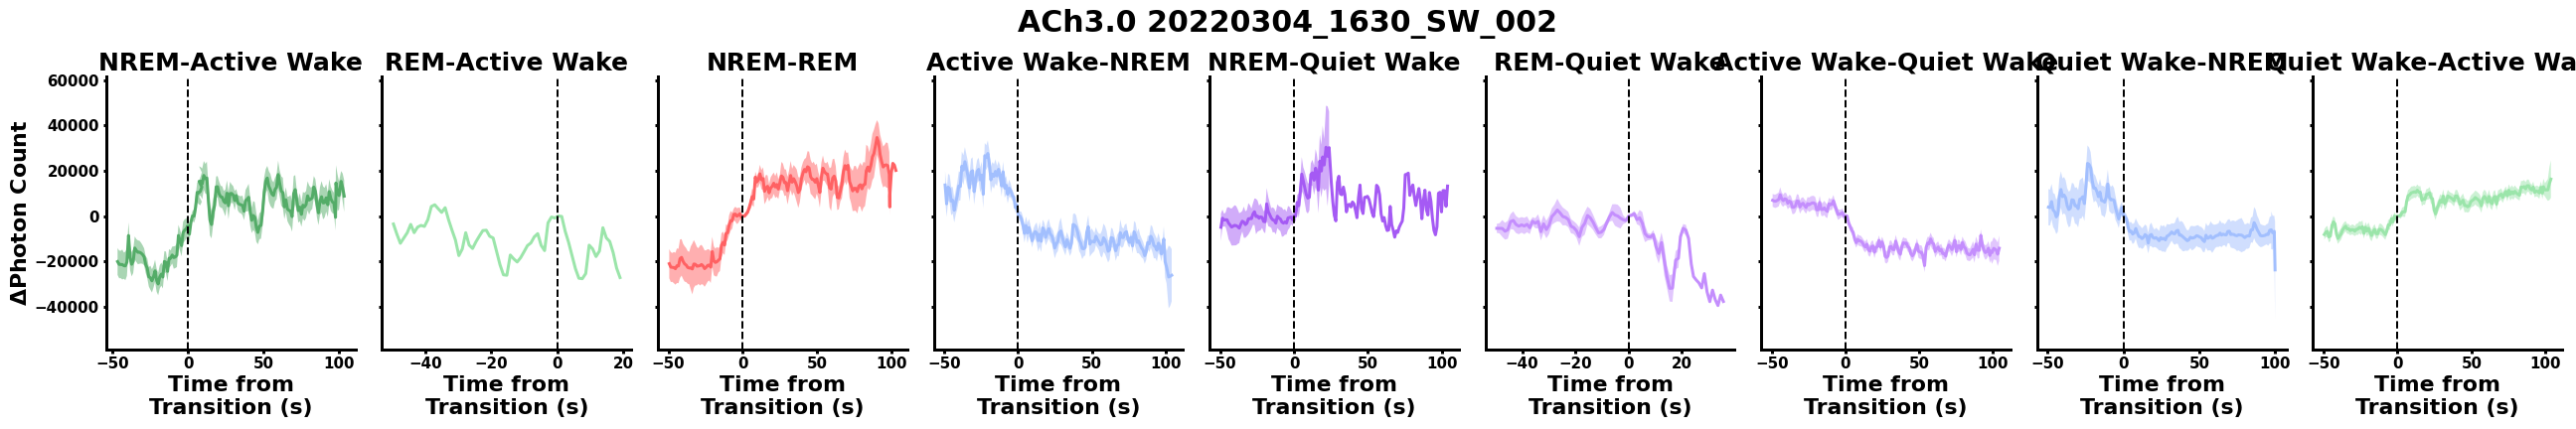 ACh3.0 20220304_1630_SW_002
NREM-Active Wake REM-Active Wake NREM-REM Active Wake-NREM NREM-Quiet Wake REM-Quiet Wake Active Wake-Quiet Wake Quiet Wake-NREM Quiet Wake-Active Wa
ΔPhoton Count
60000
40000
20000
0
−20000
−40000
−50 0 50 100 −40 −20 0 20 −50 0 50 100 −50 0 50 100 −50 0 50 100 −40 −20 0 20 −50 0 50 100 −50 0 50 100 −50 0 50 100
Time from Time from Time from Time from Time from Time from Time from Time from Time from
Transition (s) Transition (s) Transition (s) Transition (s) Transition (s) Transition (s) Transition (s) Transition (s) Transition (s)